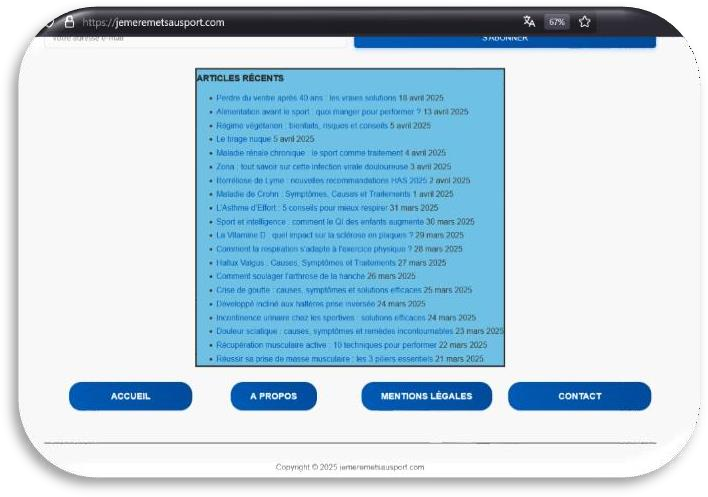 https://jemeremetsausport.com
67%
Votre adresse e-mail
S'ABONNER
ARTICLES RÉCENTS
Perdre du ventre après 40 ans : les vraies solutions 18 avril 2025
Alimentation avant le sport : quoi manger pour performer ? 13 avril 2025
Régime végétarien : bienfaits, risques et conseils 5 avril 2025
Le tirage nuque 5 avril 2025
Maladie rénale chronique : le sport comme traitement 4 avril 2025
Zona : tout savoir sur cette infection virale douloureuse 3 avril 2025
Borréliose de Lyme : nouvelles recommandations HAS 2025 2 avril 2025
Maladie de Crohn : Symptômes, Causes et Traitements 1 avril 2025
L'Asthme d'Effort : 5 conseils pour mieux respirer 31 mars 2025
Sport et intelligence : comment le QI des enfants augmente 30 mars 2025
La Vitamine D : quel impact sur la sclérose en plaques ? 29 mars 2025
Comment la respiration s'adapte à l'exercice physique ? 28 mars 2025
Hallux Valgus : Causes, Symptômes et Traitements 27 mars 2025
Comment soulager l'arthrose de la hanche 26 mars 2025
Crise de goutte : causes, symptômes et solutions efficaces 25 mars 2025
Développé incliné aux haltères prise inversée 24 mars 2025
Incontinence urinaire chez les sportives : solutions efficaces 24 mars 2025
Douleur sciatique : causes, symptômes et remèdes incontournables 23 mars 2025
Récupération musculaire active : 10 techniques pour performer 22 mars 2025
Réussir sa prise de masse musculaire : les 3 piliers essentiels 21 mars 2025
ACCUEIL A PROPOS MENTIONS LÉGALES CONTACT
Copyright © 2025 jemeremetsausport.com